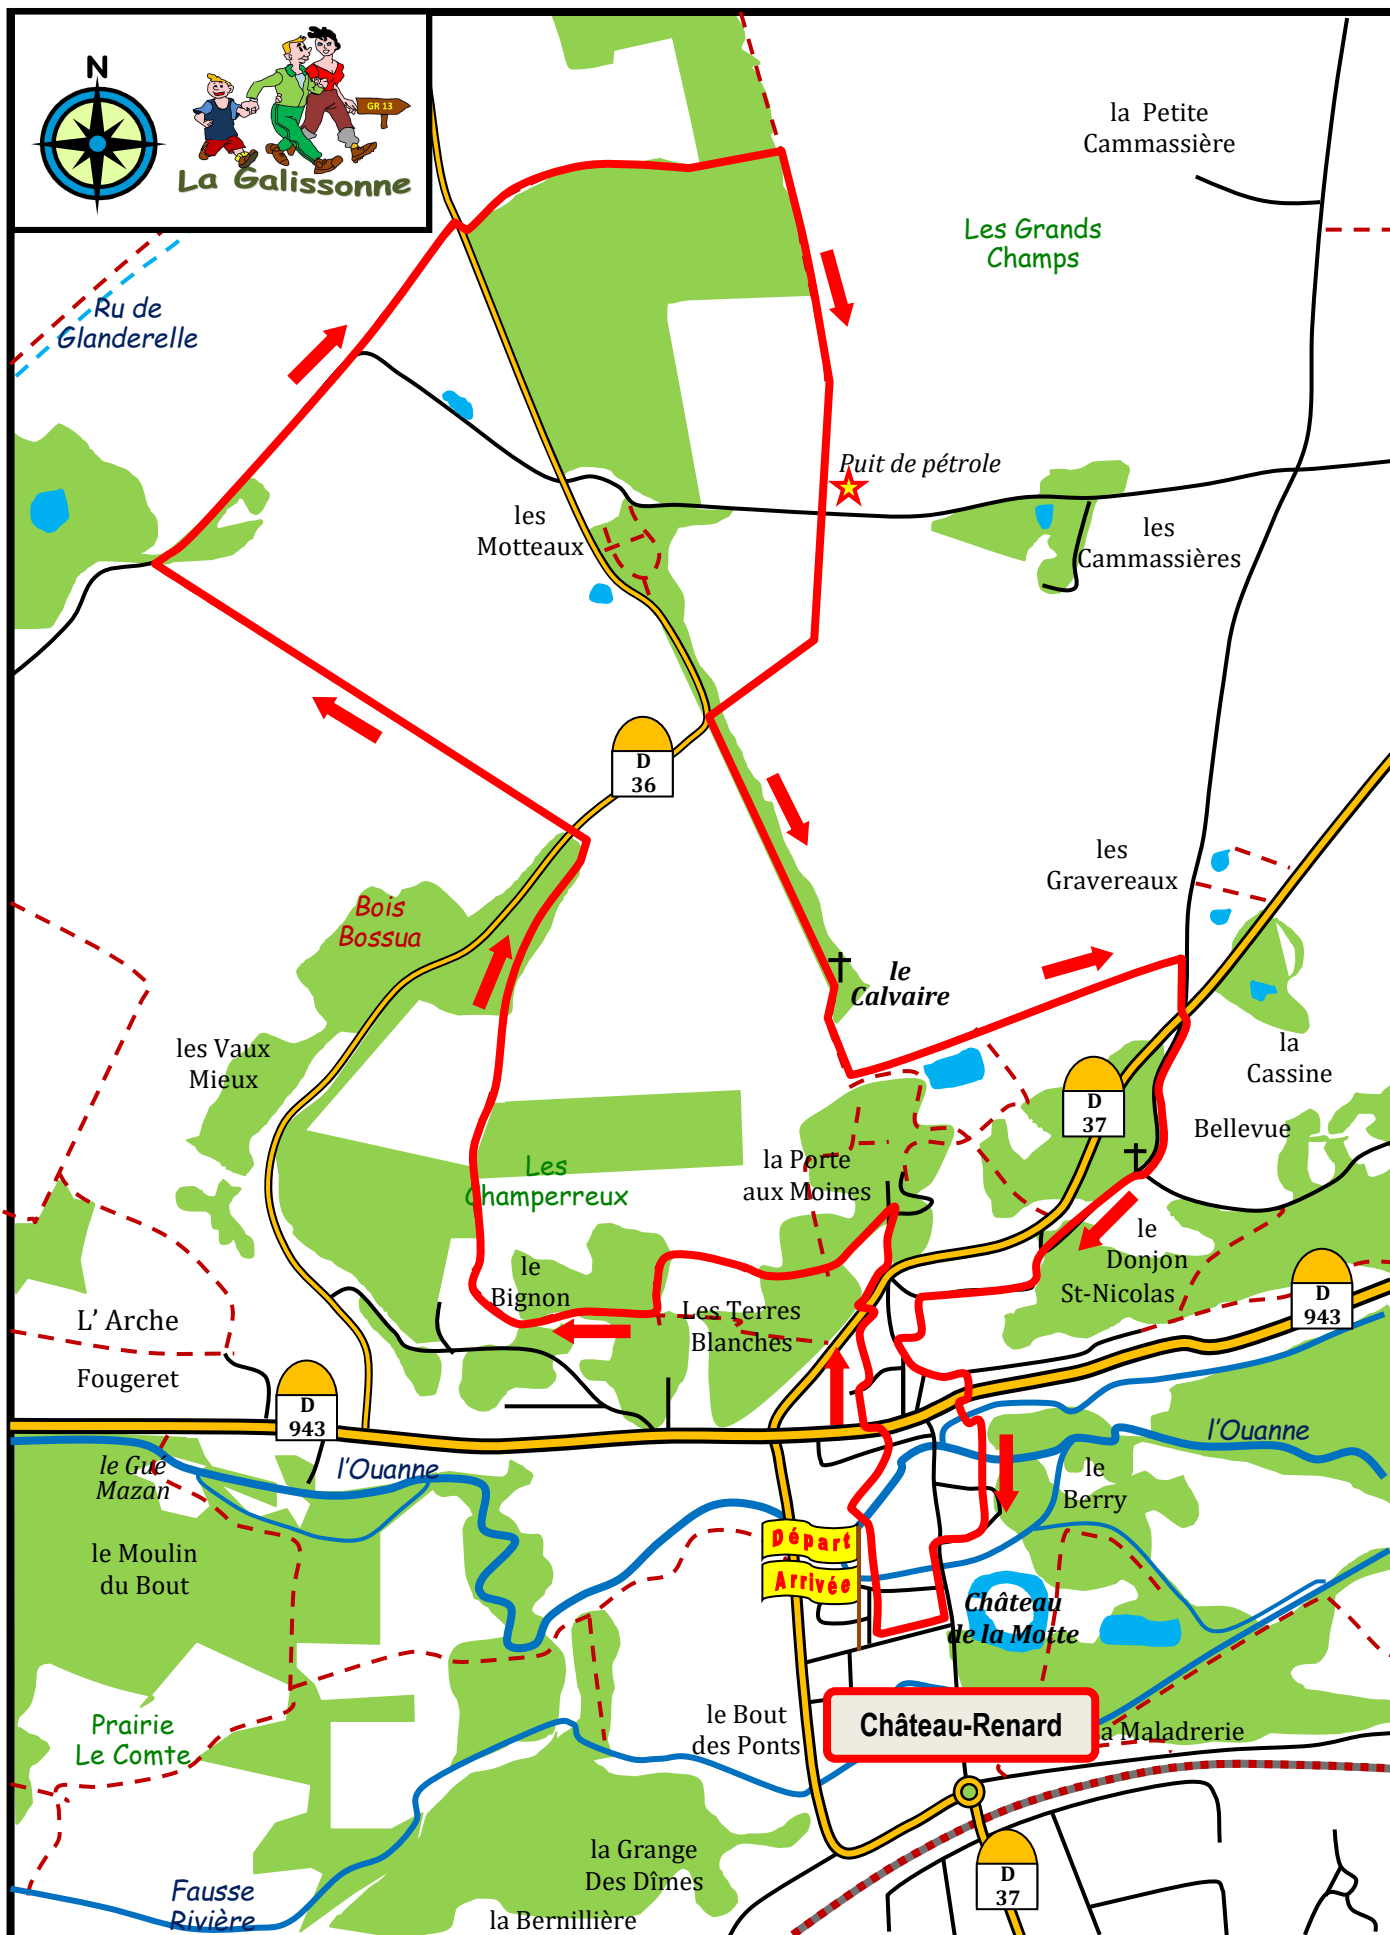 N
GR 13
La Galissonne
la Petite
Cammassière
Les Grands
Champs
Ru de
Glanderelle
Puit de pétrole
les
Motteaux
les
Cammassières
D
36
les
Gravereaux
Bois
Bossua
le
Calvaire
les Vaux
Mieux
la
Cassine
D
37
Bellevue
la Porte
aux Moines
Les
Champerreux
le
Donjon
St-Nicolas
le
Bignon
D
943
L' Arche
Les Terres
Blanches
Fougeret
D
943
l'Ouanne
le Gué
Mazan
l'Ouanne
le
Berry
Départ
Arrivée
le Moulin
du Bout
Château
de la Motte
Prairie
Le Comte
le Bout
des Ponts
Château-Renard
a Maladrerie
la Grange
Des Dîmes
D
37
Fausse
Rivière
la Bernillière